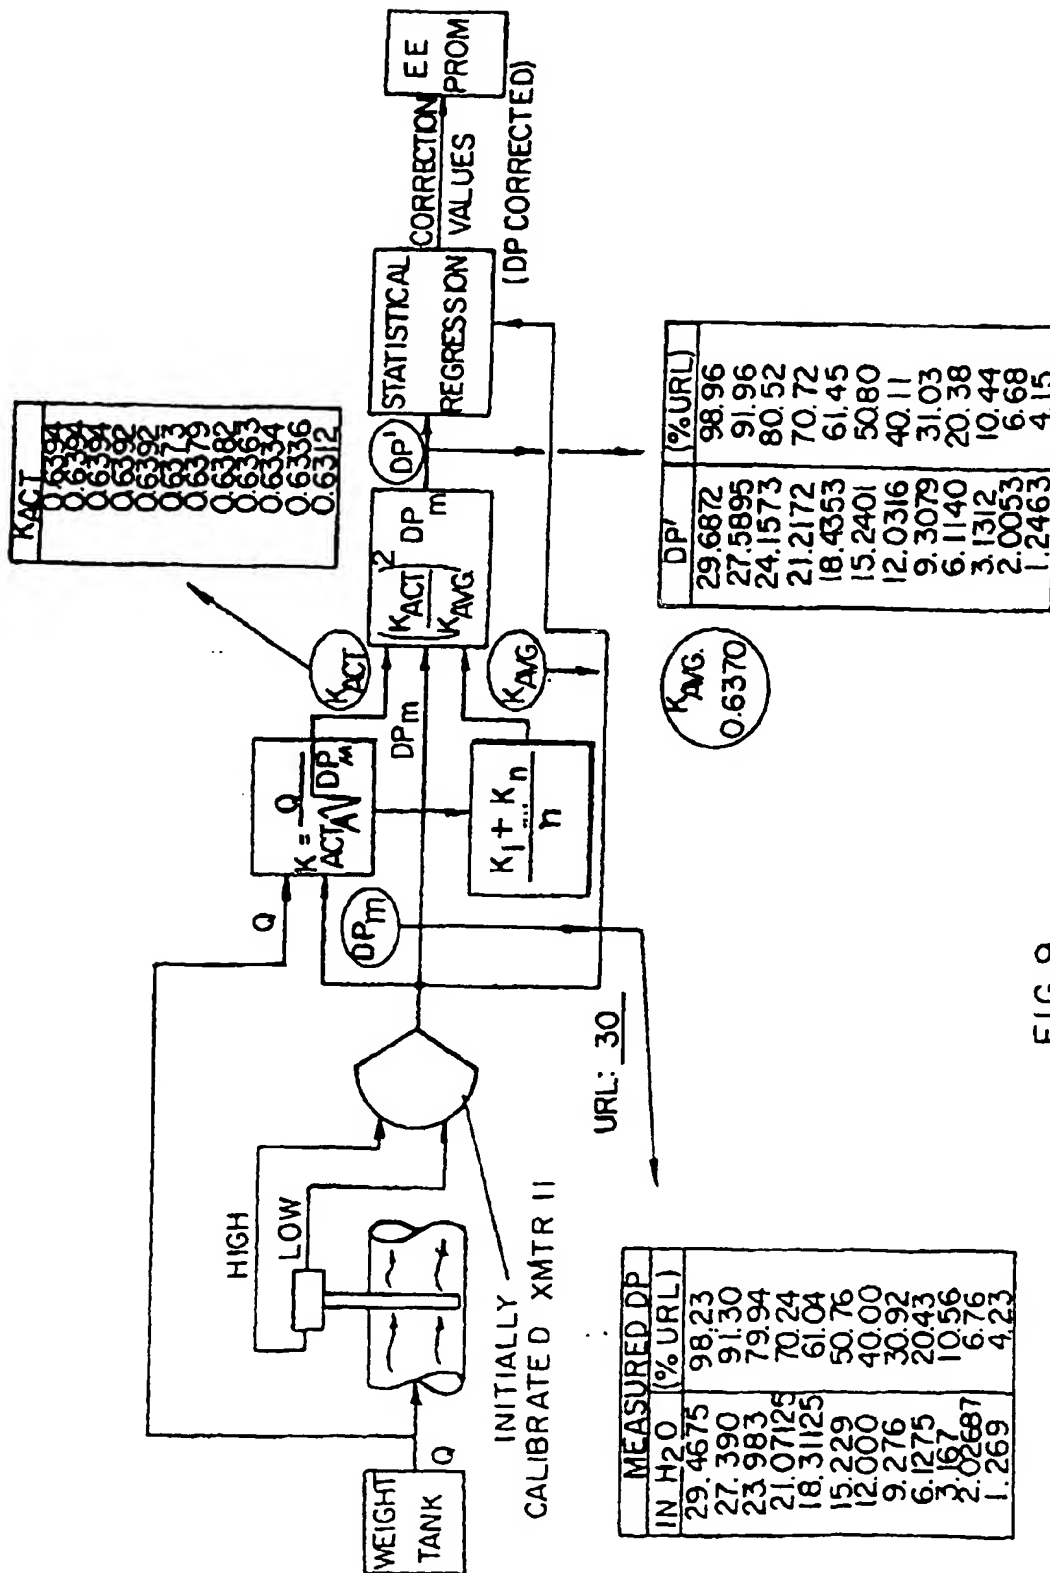 WEIGHT
TANK
Q
HIGH
LOW
INITIALLY
CALIBRATED XMTR 11
Q
K = Q
ACT √ DPM
DPm
DPm
K1 + Kn
....
n
KACT
KAVG
(KACT
KAVG)2 DPm
DP'
STATISTICAL
REGRESSION
CORRECTION
VALUES
(DP CORRECTED)
EE
PROM
KACT
0.6394
0.6394
0.6394
0.6392
0.6392
0.6373
0.6379
0.6382
0.6363
0.6334
0.6336
0.6312
URL: 30
MEASURED DP
IN H2O (% URL)
29.4675 98.23
27.390 91.30
23.983 79.94
21.07125 70.24
18.31125 61.04
15.229 50.76
12.000 40.00
9.276 30.92
6.1275 20.43
3.167 10.56
2.02687 6.76
1.269 4.23
KAVG.
0.6370
DP' (%URL)
29.6872 98.96
27.5895 91.96
24.1573 80.52
21.2172 70.72
18.4353 61.45
15.2401 50.80
12.0316 40.11
9.3079 31.03
6.1140 20.38
3.1312 10.44
2.0053 6.68
1.2463 4.15
FIG. 9